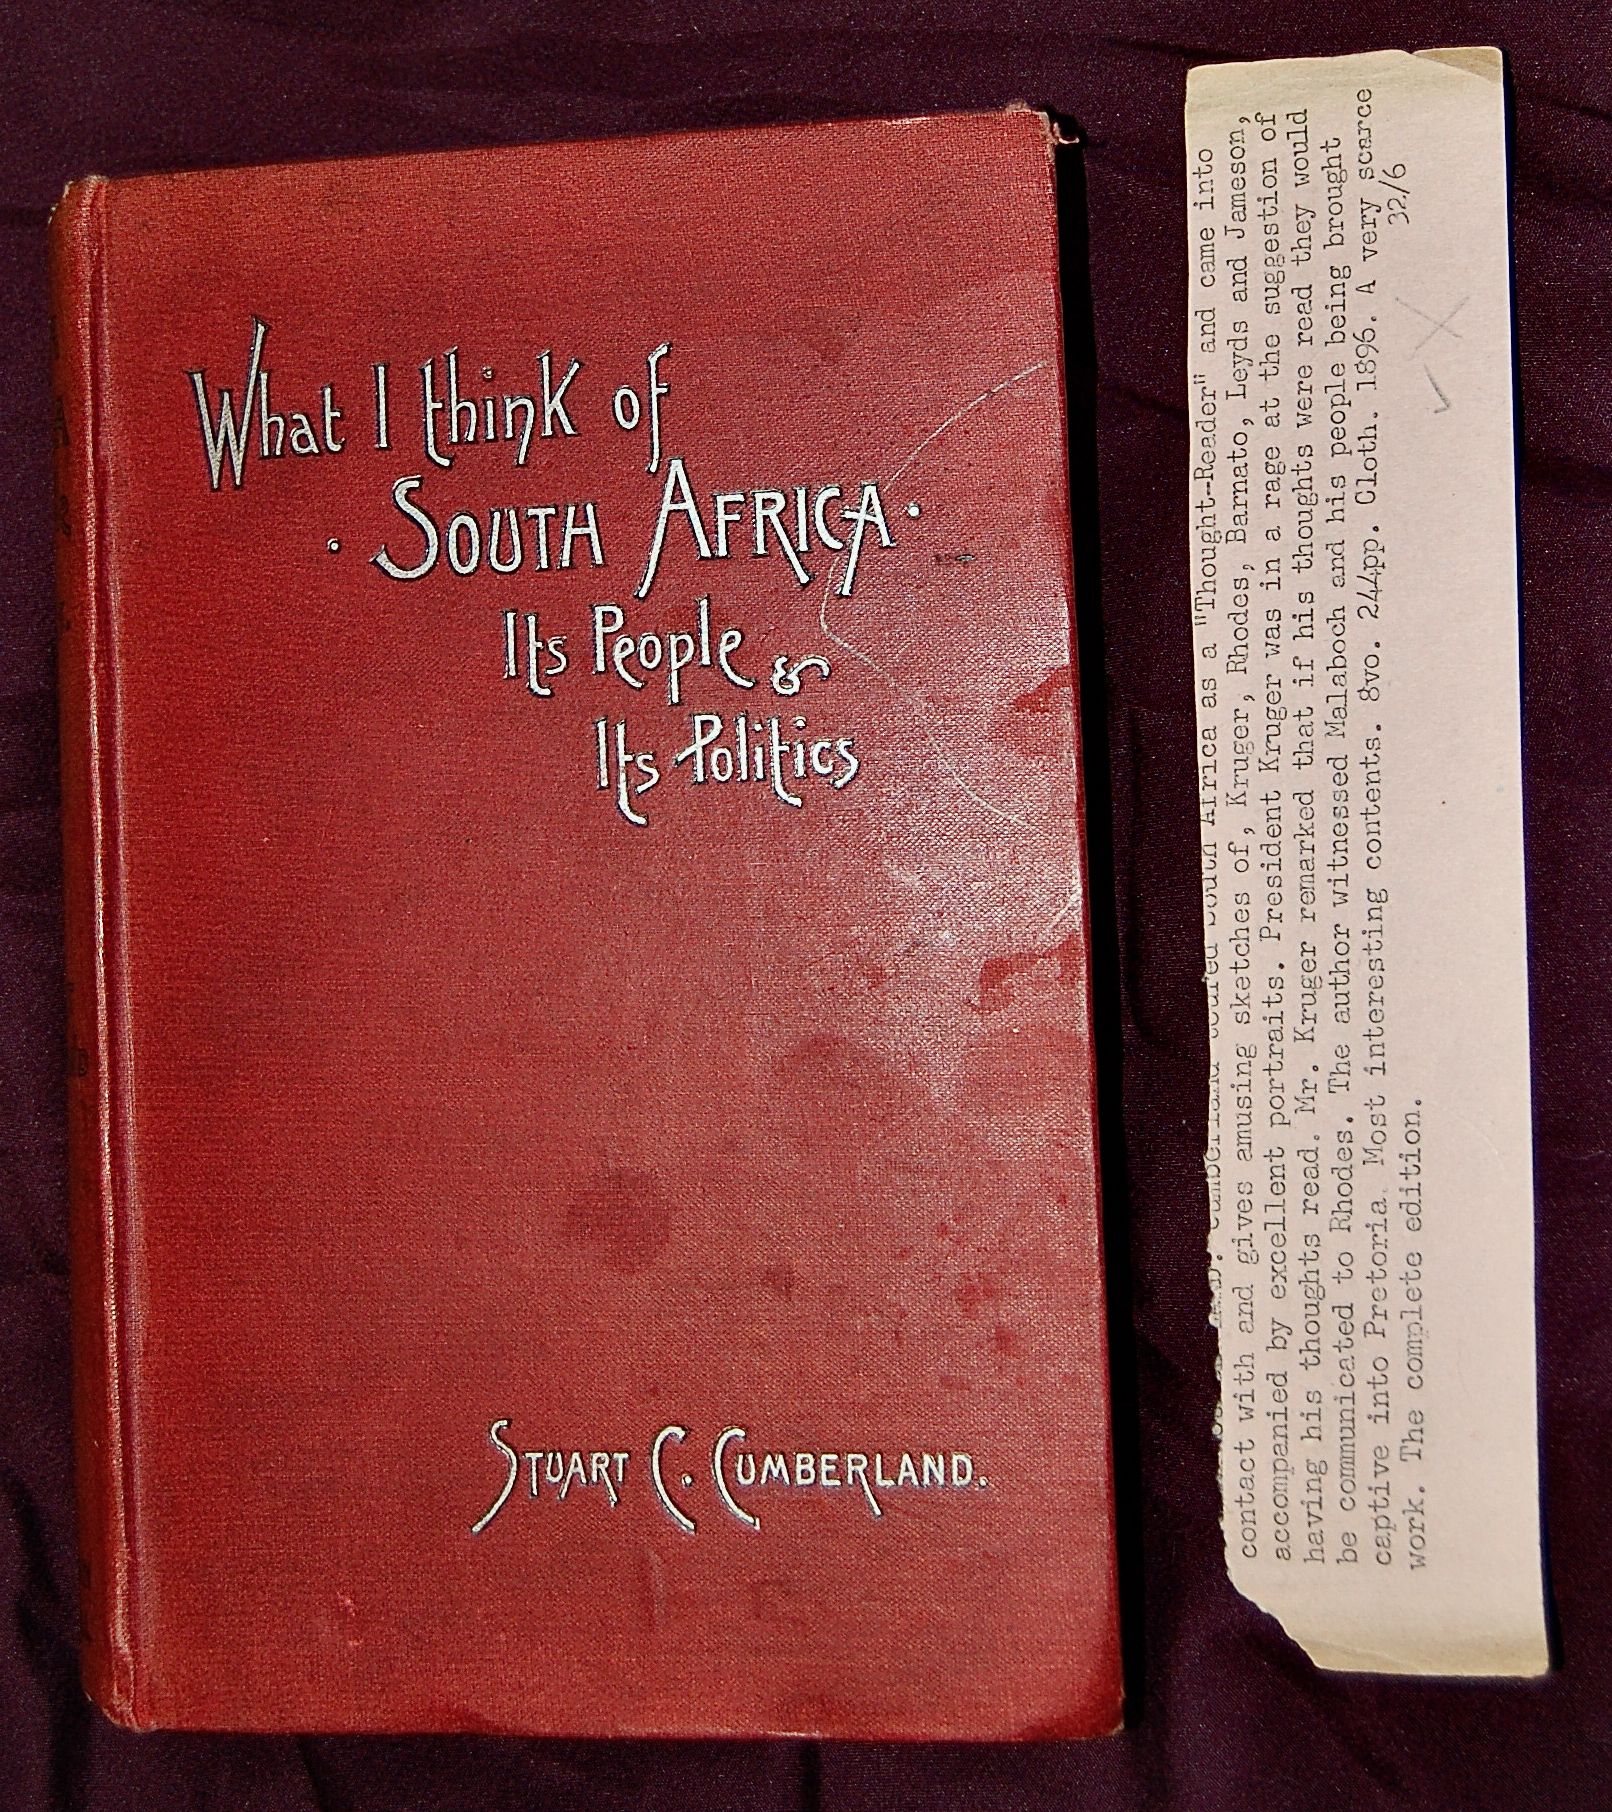 What I think of
· SOUTH AFRICA ·
Its People &
Its Politics
STUART C. CUMBERLAND.
Cumberland toured South Africa as a "Thought-Reader" and came into
contact with and gives amusing sketches of, Kruger, Rhodes, Barnato, Leyds and Jameson,
accompanied by excellent portraits. President Kruger was in a rage at the suggestion of
having his thoughts read. Mr. Kruger remarked that if his thoughts were read they would
be communicated to Rhodes. The author witnessed Malaboch and his people being brought
captive into Pretoria. Most interesting contents. 8vo. 244pp. Cloth. 1896. A very scarce
work. The complete edition. 32/6